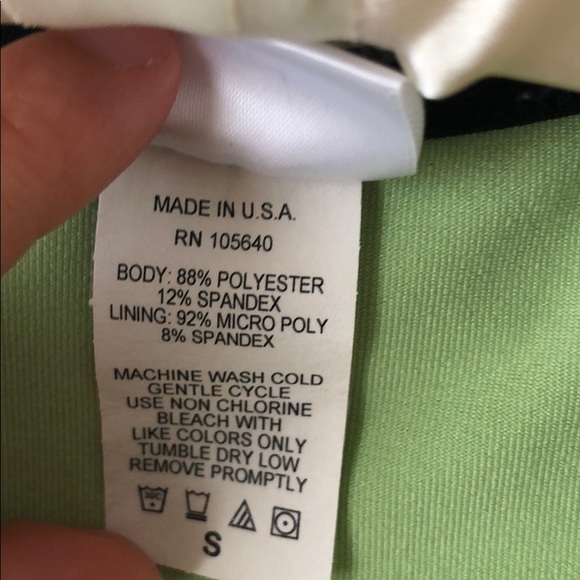 MADE IN U.S.A.
RN 105640
BODY: 88% POLYESTER
12% SPANDEX
LINING: 92% MICRO POLY
8% SPANDEX
MACHINE WASH COLD
GENTLE CYCLE
USE NON CHLORINE
BLEACH WITH
LIKE COLORS ONLY
TUMBLE DRY LOW
REMOVE PROMPTLY
30C
S